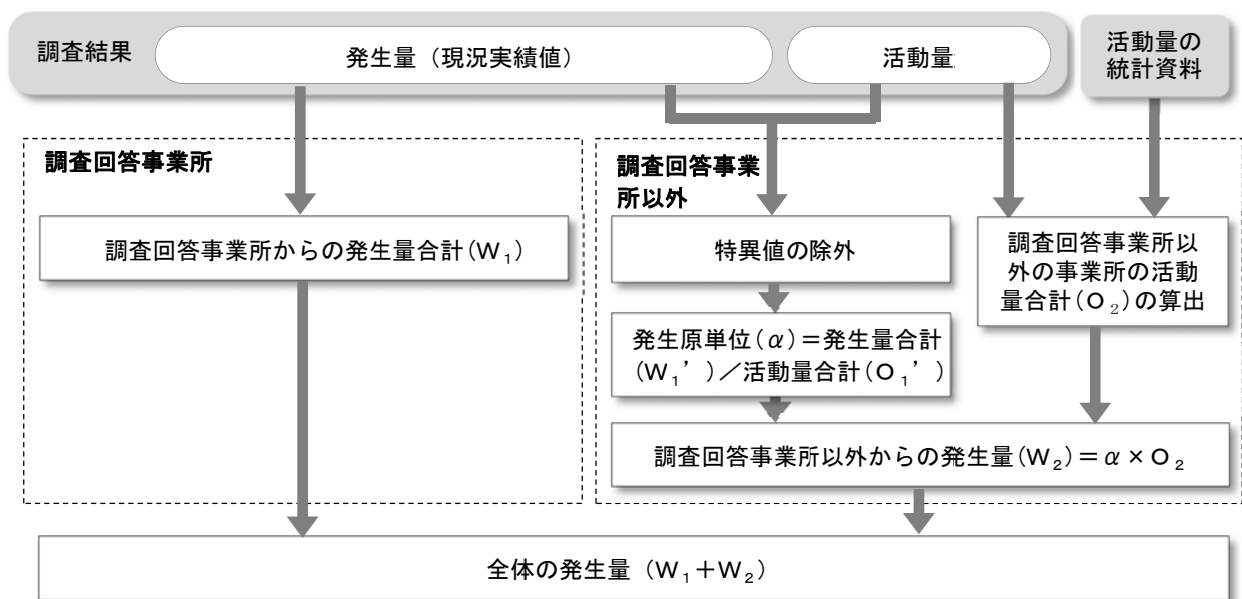 調査結果
発生量（現況実績値）
活動量
活動量の
統計資料
調査回答事業所
調査回答事業所からの発生量合計(W₁)
調査回答事業
所以外
特異値の除外
発生原単位(α)＝発生量合計
(W₁’)／活動量合計(O₁’)
調査回答事業所以
外の事業所の活動
量合計(O₂)の算出
調査回答事業所以外からの発生量(W₂)＝α×O₂
全体の発生量（W₁＋W₂）